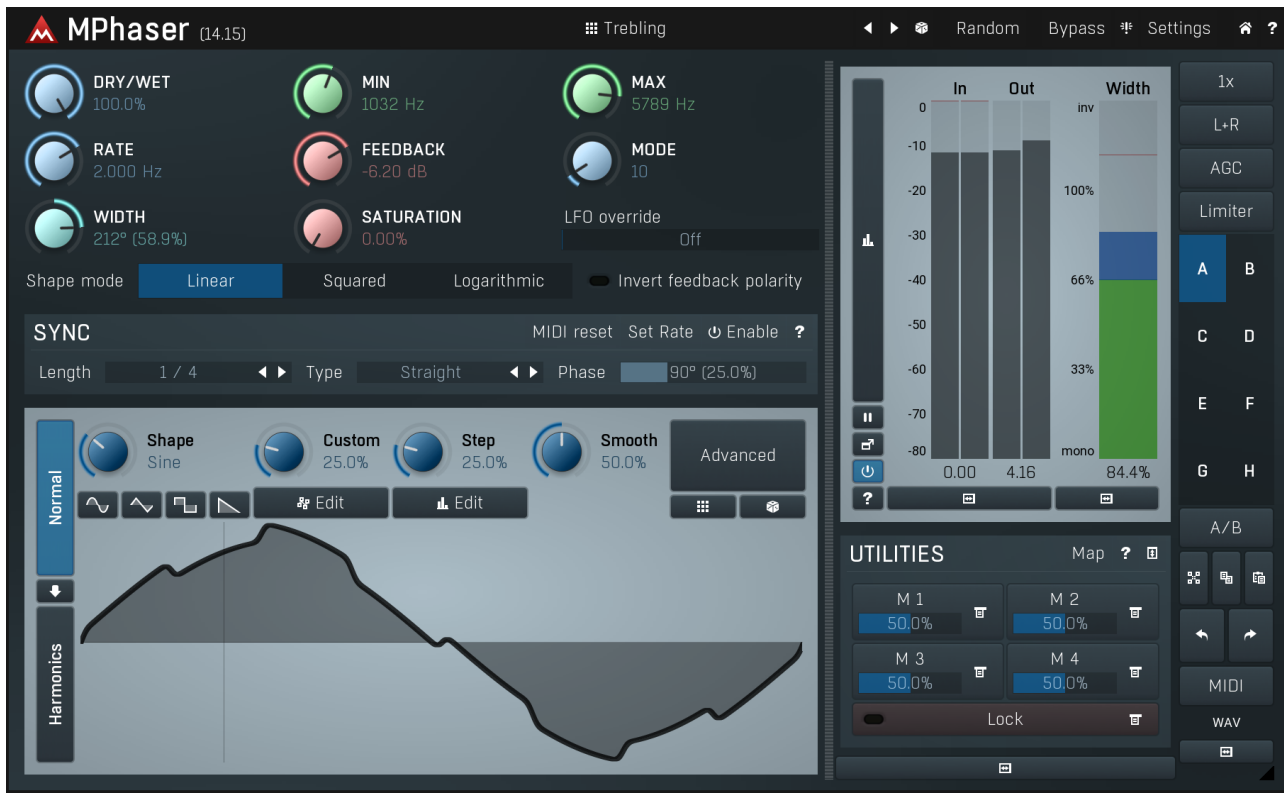 MPhaser (14.15)
Trebling
Random
Bypass
Settings
?
DRY/WET
100.0%
MIN
1032 Hz
MAX
5789 Hz
RATE
2.000 Hz
FEEDBACK
-6.20 dB
MODE
10
WIDTH
212° (58.9%)
SATURATION
0.00%
LFO override
Off
Shape mode
Linear
Squared
Logarithmic
Invert feedback polarity
SYNC
MIDI reset
Set Rate
Enable
?
Length
1 / 4
Type
Straight
Phase
90° (25.0%)
Normal
Harmonics
Shape
Sine
Custom
25.0%
Step
25.0%
Smooth
50.0%
Advanced
Edit
Edit
In
Out
Width
0
-10
-20
-30
-40
-50
-60
-70
-80
inv
100%
66%
33%
mono
0.00
4.16
84.4%
?
UTILITIES
Map
?
M 1
50.0%
M 2
50.0%
M 3
50.0%
M 4
50.0%
Lock
1x
L+R
AGC
Limiter
A
B
C
D
E
F
G
H
A/B
MIDI
WAV